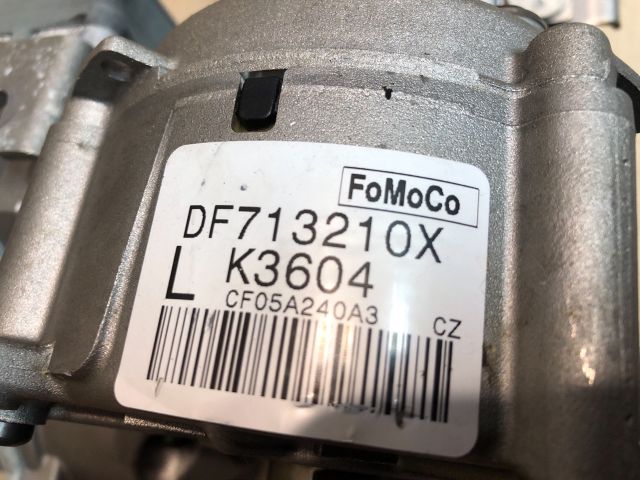 FoMoCo
DF713210X
L K3604
CF05A240A3 CZ